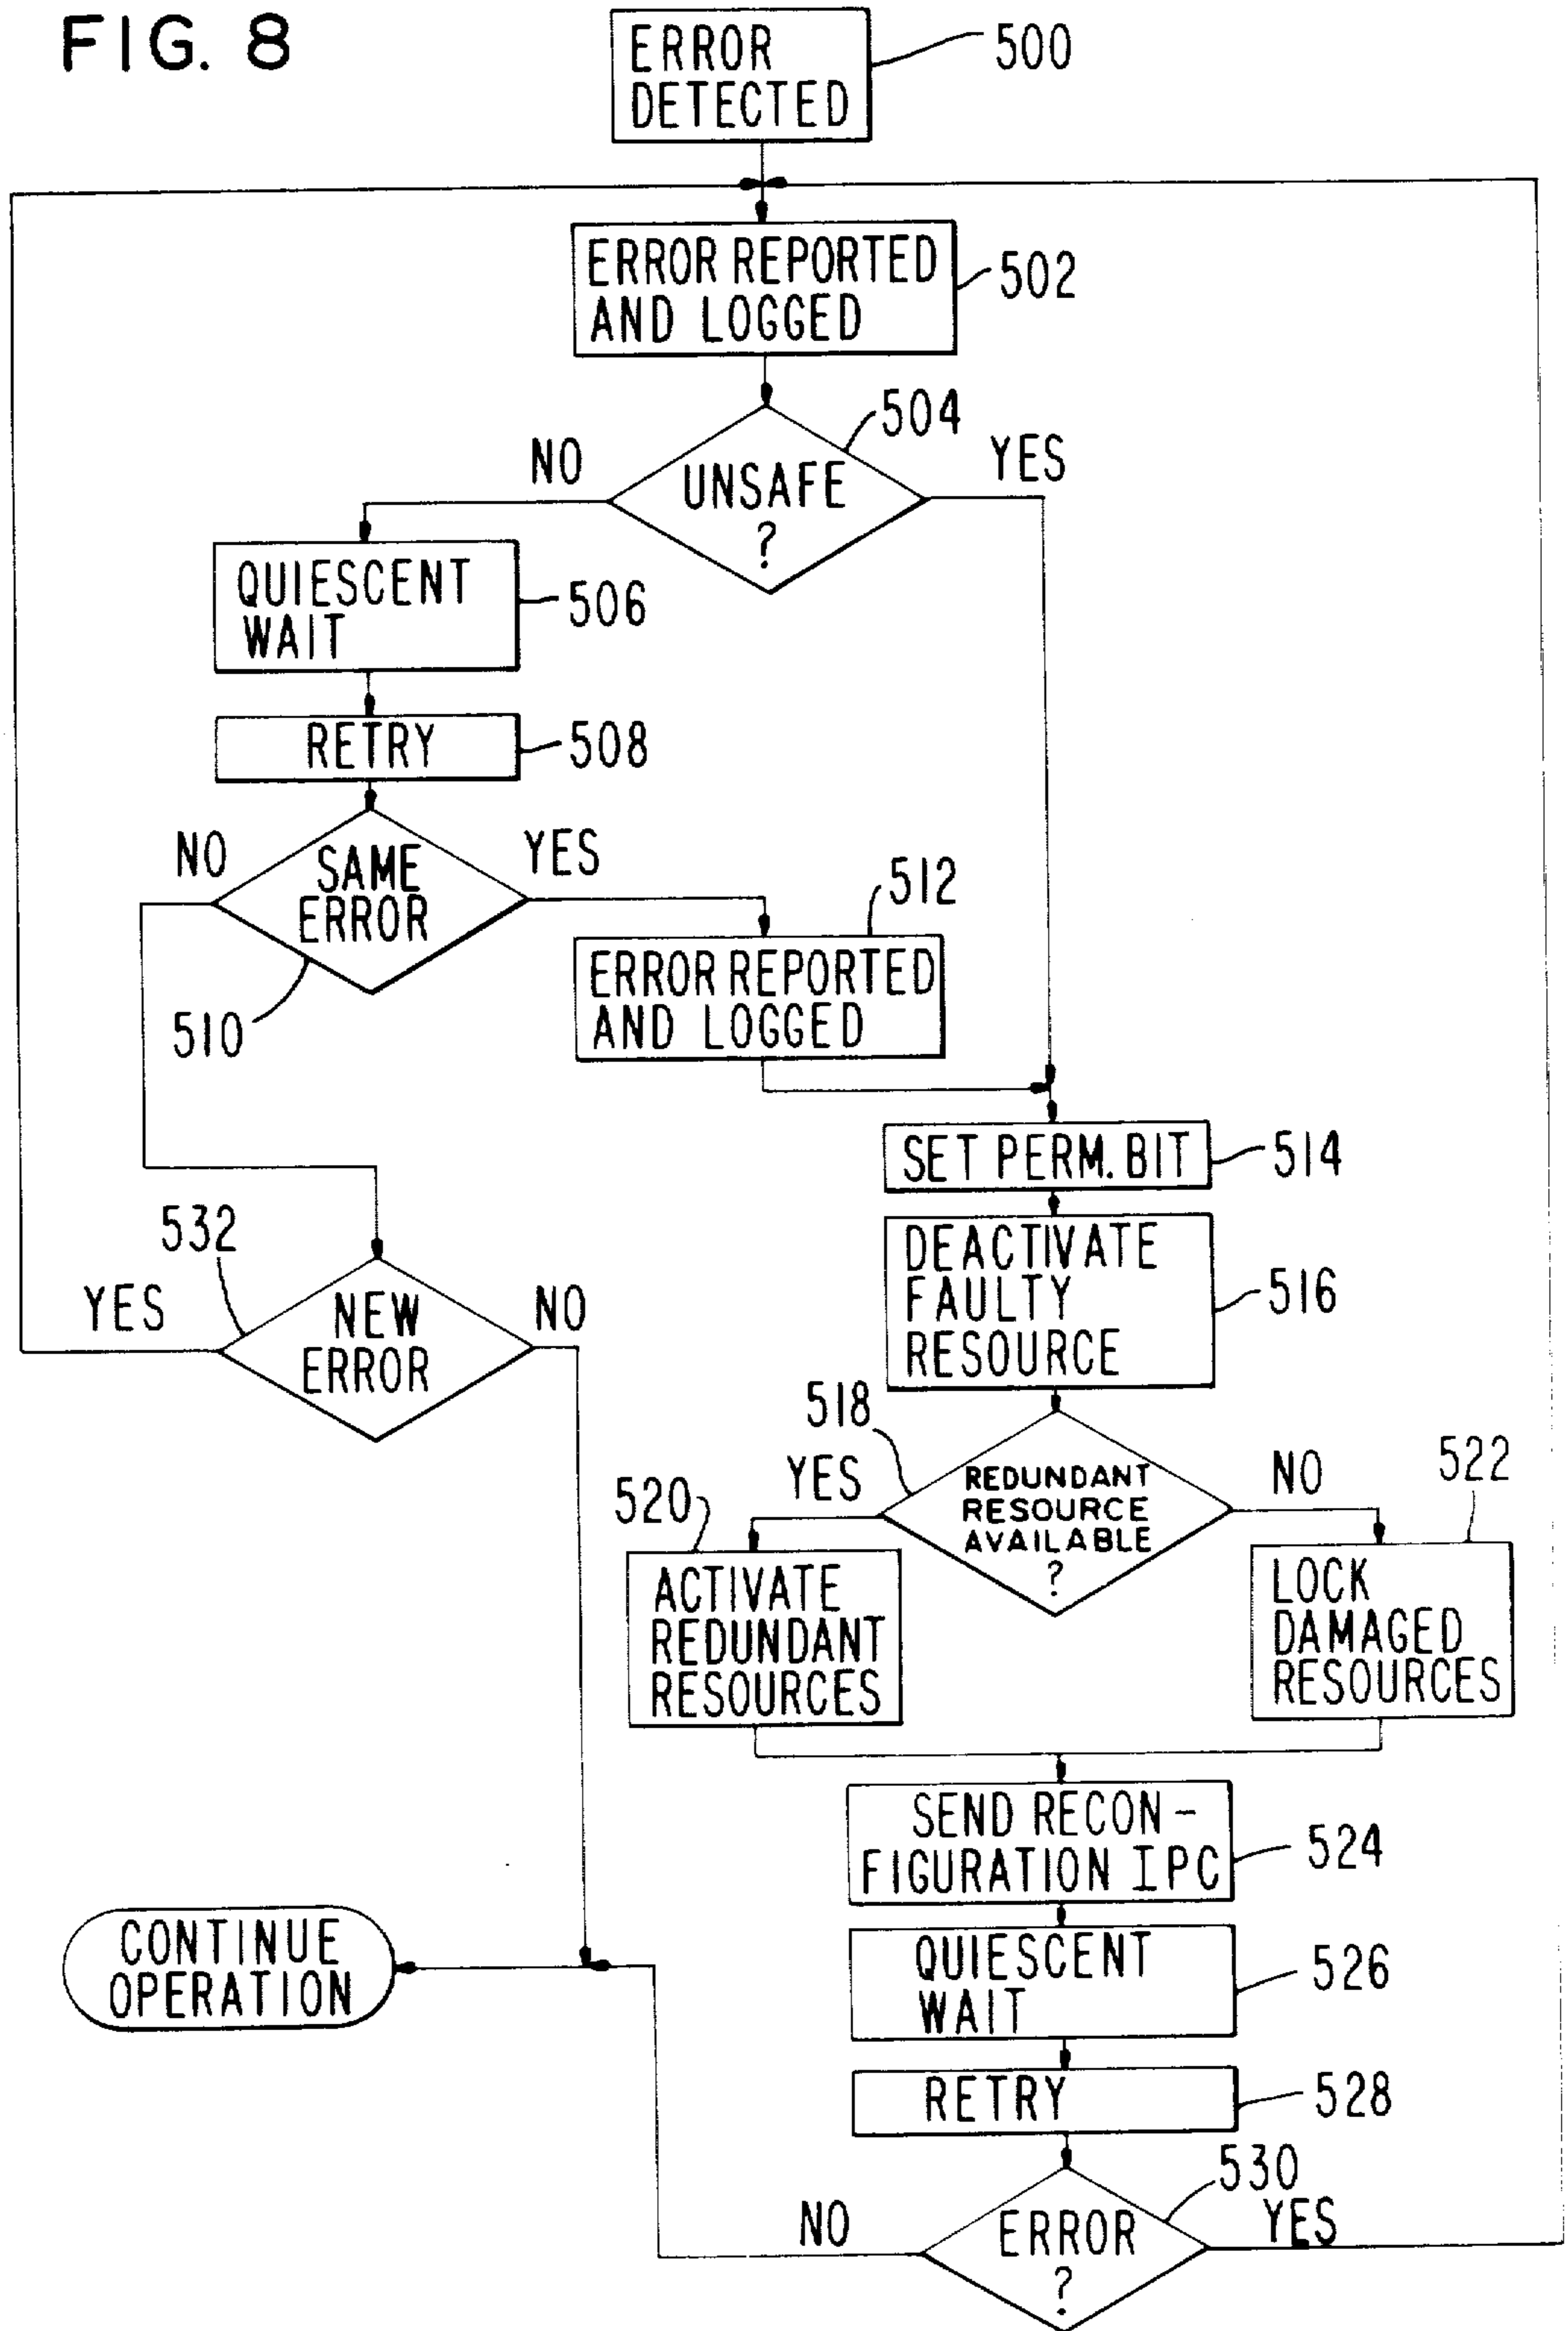 FIG. 8
ERROR
DETECTED
500
ERROR REPORTED
AND LOGGED
502
504
NO
YES
UNSAFE
?
QUIESCENT
WAIT
506
RETRY
508
NO
YES
SAME
ERROR
510
512
ERROR REPORTED
AND LOGGED
SET PERM. BIT
514
532
YES
NO
NEW
ERROR
DEACTIVATE
FAULTY
RESOURCE
516
518
YES
NO
REDUNDANT
RESOURCE
AVAILABLE
?
520
522
ACTIVATE
REDUNDANT
RESOURCES
LOCK
DAMAGED
RESOURCES
SEND RECON-
FIGURATION IPC
524
CONTINUE
OPERATION
QUIESCENT
WAIT
526
RETRY
528
530
NO
YES
ERROR
?